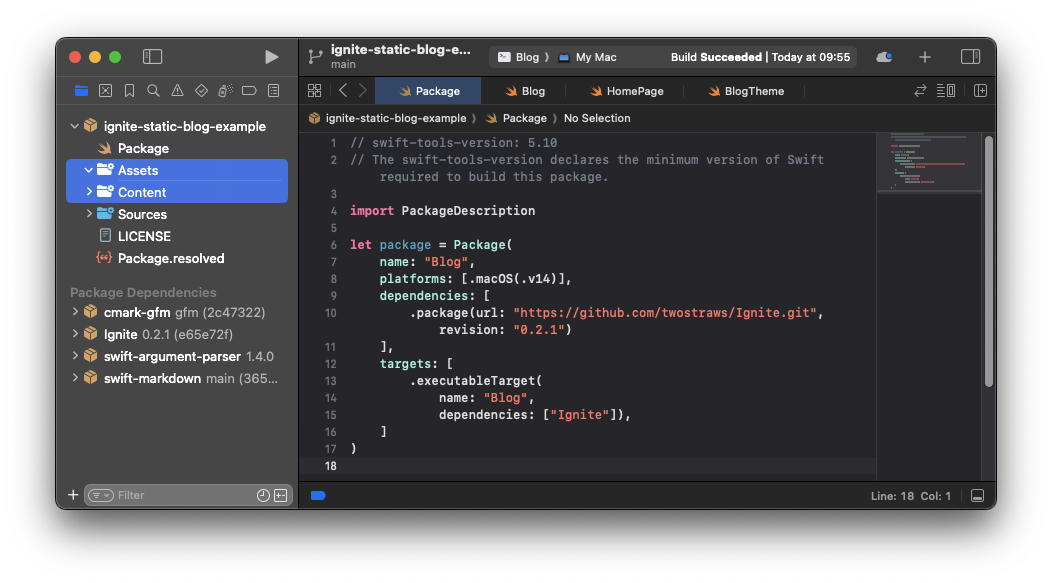 ignite-static-blog-e...
main
Blog
My Mac
Build Succeeded | Today at 09:55
Package
Blog
HomePage
BlogTheme
ignite-static-blog-example
Package
No Selection
ignite-static-blog-example
Package
Assets
Content
Sources
LICENSE
Package.resolved
Package Dependencies
cmark-gfm gfm (2c47322)
Ignite 0.2.1 (e65e72f)
swift-argument-parser 1.4.0
swift-markdown main (365...
Filter
1 // swift-tools-version: 5.10
2 // The swift-tools-version declares the minimum version of Swift
required to build this package.
3
4 import PackageDescription
5
6 let package = Package(
7 name: "Blog",
8 platforms: [.macOS(.v14)],
9 dependencies: [
10 .package(url: "https://github.com/twostraws/Ignite.git",
revision: "0.2.1")
11 ],
12 targets: [
13 .executableTarget(
14 name: "Blog",
15 dependencies: ["Ignite"]),
16 ]
17 )
18
Line: 18 Col: 1